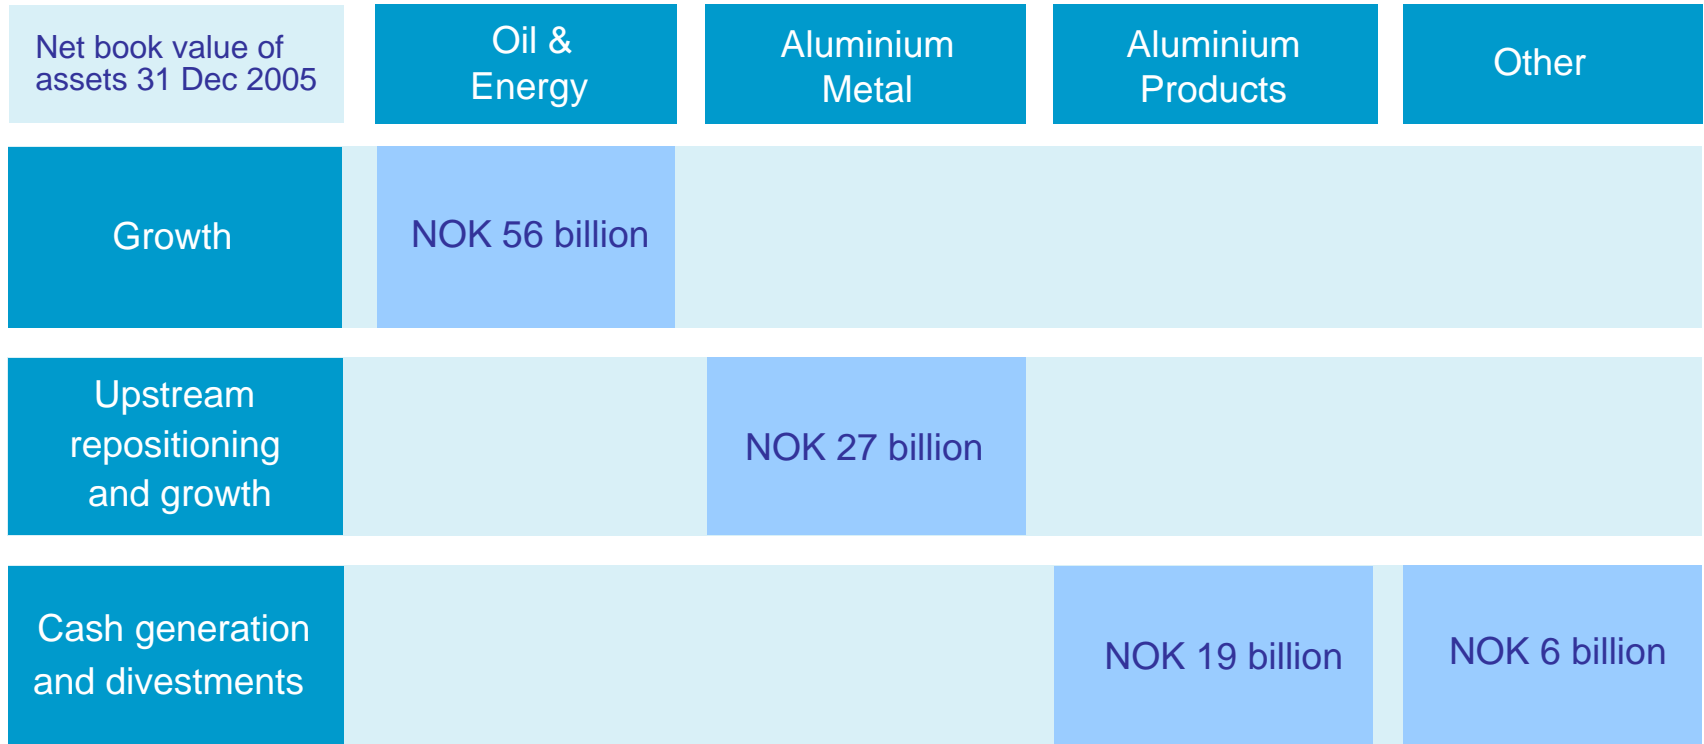 Net book value of
assets 31 Dec 2005
Oil &
Energy
Aluminium
Metal
Aluminium
Products
Other
Growth
NOK 56 billion
Upstream
repositioning
and growth
NOK 27 billion
Cash generation
and divestments
NOK 19 billion
NOK 6 billion